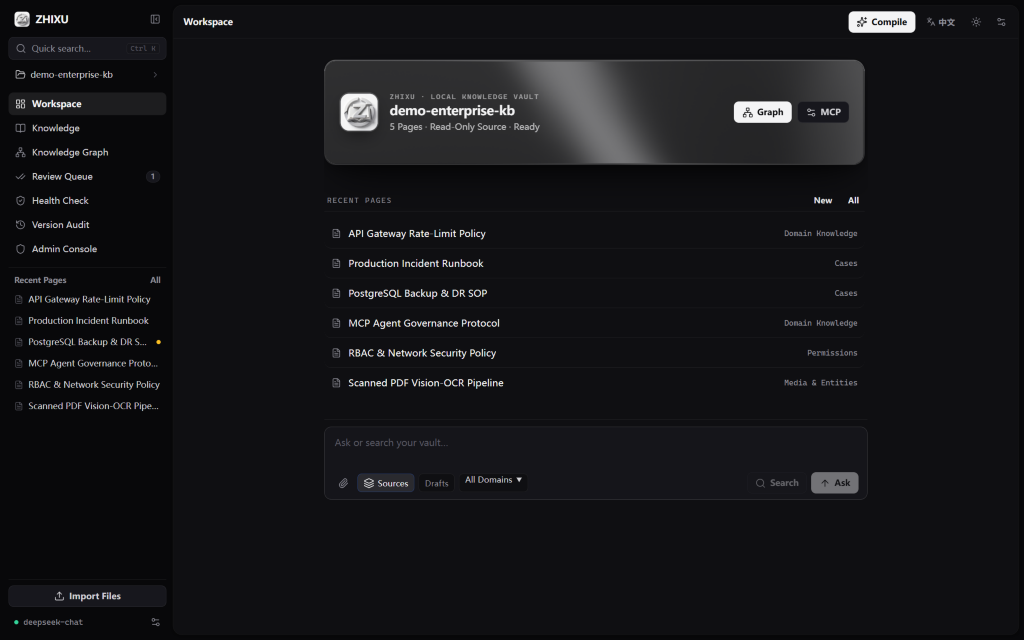 ZHIXU
Quick search...
Ctrl K
demo-enterprise-kb
Workspace
Knowledge
Knowledge Graph
Review Queue
1
Health Check
Version Audit
Admin Console
Recent Pages
All
API Gateway Rate-Limit Policy
Production Incident Runbook
PostgreSQL Backup & DR S...
MCP Agent Governance Proto...
RBAC & Network Security Policy
Scanned PDF Vision-OCR Pipe...
Import Files
deepseek-chat
Workspace
Compile
中文
ZHIXU · LOCAL KNOWLEDGE VAULT
demo-enterprise-kb
5 Pages · Read-Only Source · Ready
Graph
MCP
RECENT PAGES
New
All
API Gateway Rate-Limit Policy
Domain Knowledge
Production Incident Runbook
Cases
PostgreSQL Backup & DR SOP
Cases
MCP Agent Governance Protocol
Domain Knowledge
RBAC & Network Security Policy
Permissions
Scanned PDF Vision-OCR Pipeline
Media & Entities
Ask or search your vault...
Sources
Drafts
All Domains
Search
Ask